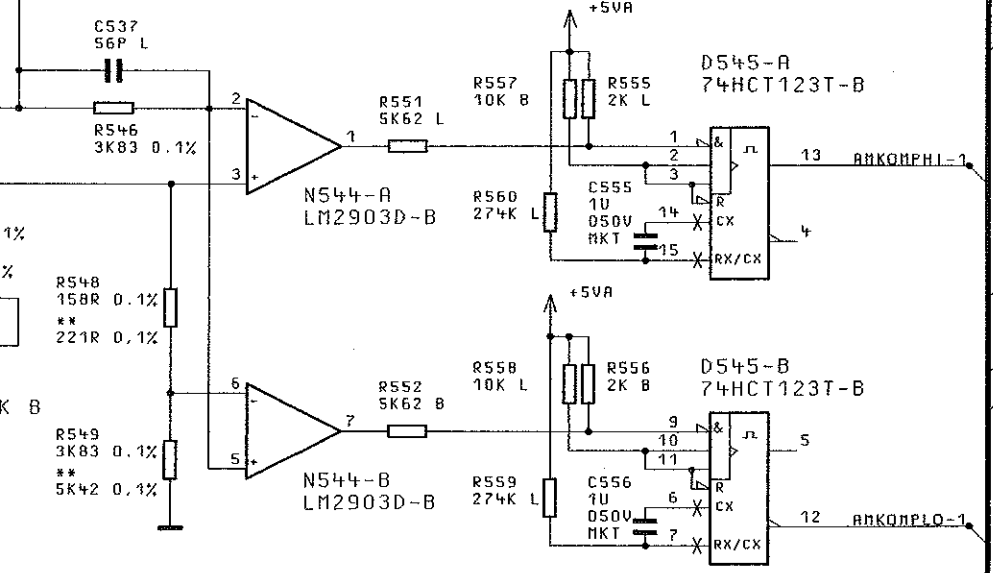 +5VA
C537
56P L
R546
3K83 0.1%
2
-
3
+
1
N544-A
LM2903D-B
R551
5K62 L
R557
10K B
R555
2K L
R560
274K L
C555
1U
050V
MKT
D545-A
74HCT123T-B
1
2
3
14
15
&
R
CX
RX/CX
13
AMKOMPHI-1
4
1%
%
K B
R548
158R 0.1%
**
221R 0,1%
R549
3K83 0.1%
**
5K42 0,1%
6
-
5
+
7
N544-B
LM2903D-B
R552
5K62 B
+5VA
R558
10K L
R556
2K B
R559
274K L
C556
1U
050V
MKT
D545-B
74HCT123T-B
9
10
11
6
7
&
R
CX
RX/CX
5
12
AMKOMPLO-1